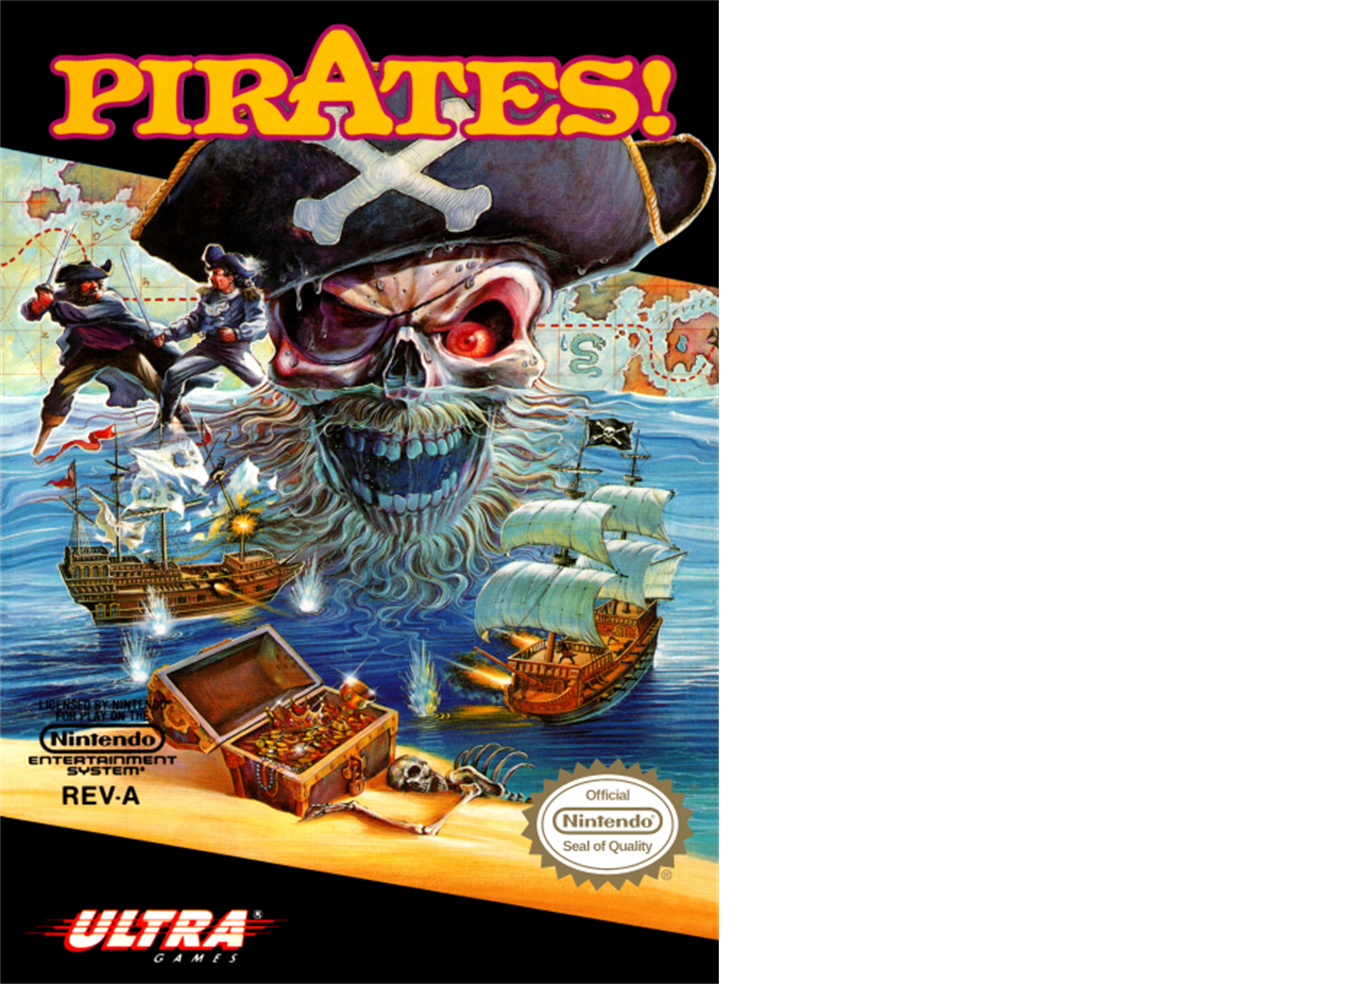 PIRATES!
LICENSED BY NINTENDO®
FOR PLAY ON THE
Nintendo
ENTERTAINMENT
SYSTEM®
REV-A
Official
Nintendo®
Seal of Quality
®
ULTRA®
GAMES